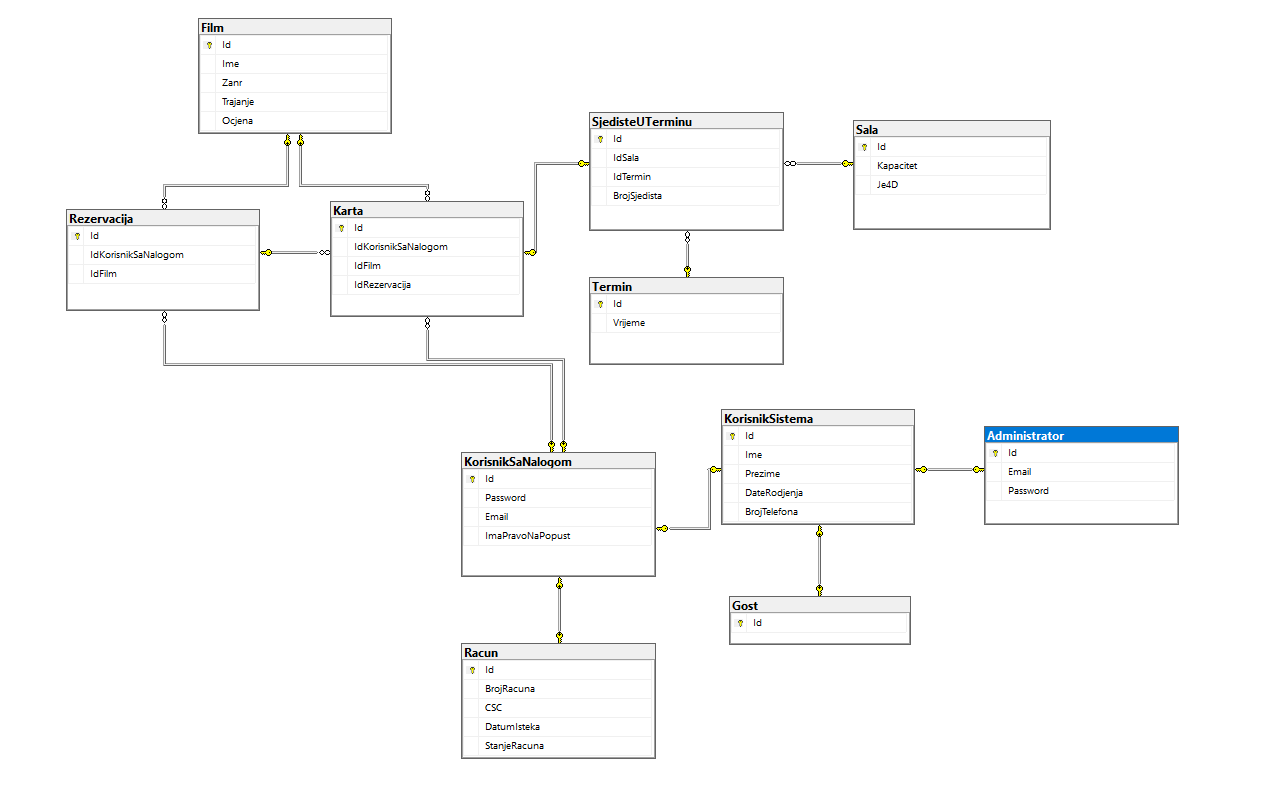 Film
Id
Ime
Zanr
Trajanje
Ocjena
SjedisteUTerminu
Id
IdSala
IdTermin
BrojSjedista
Sala
Id
Kapacitet
Je4D
Rezervacija
Id
IdKorisnikSaNalogom
IdFilm
Karta
Id
IdKorisnikSaNalogom
IdFilm
IdRezervacija
Termin
Id
Vrijeme
KorisnikSaNalogom
Id
Password
Email
ImaPravoNaPopust
KorisnikSistema
Id
Ime
Prezime
DateRodjenja
BrojTelefona
Administrator
Id
Email
Password
Gost
Id
Racun
Id
BrojRacuna
CSC
DatumIsteka
StanjeRacuna